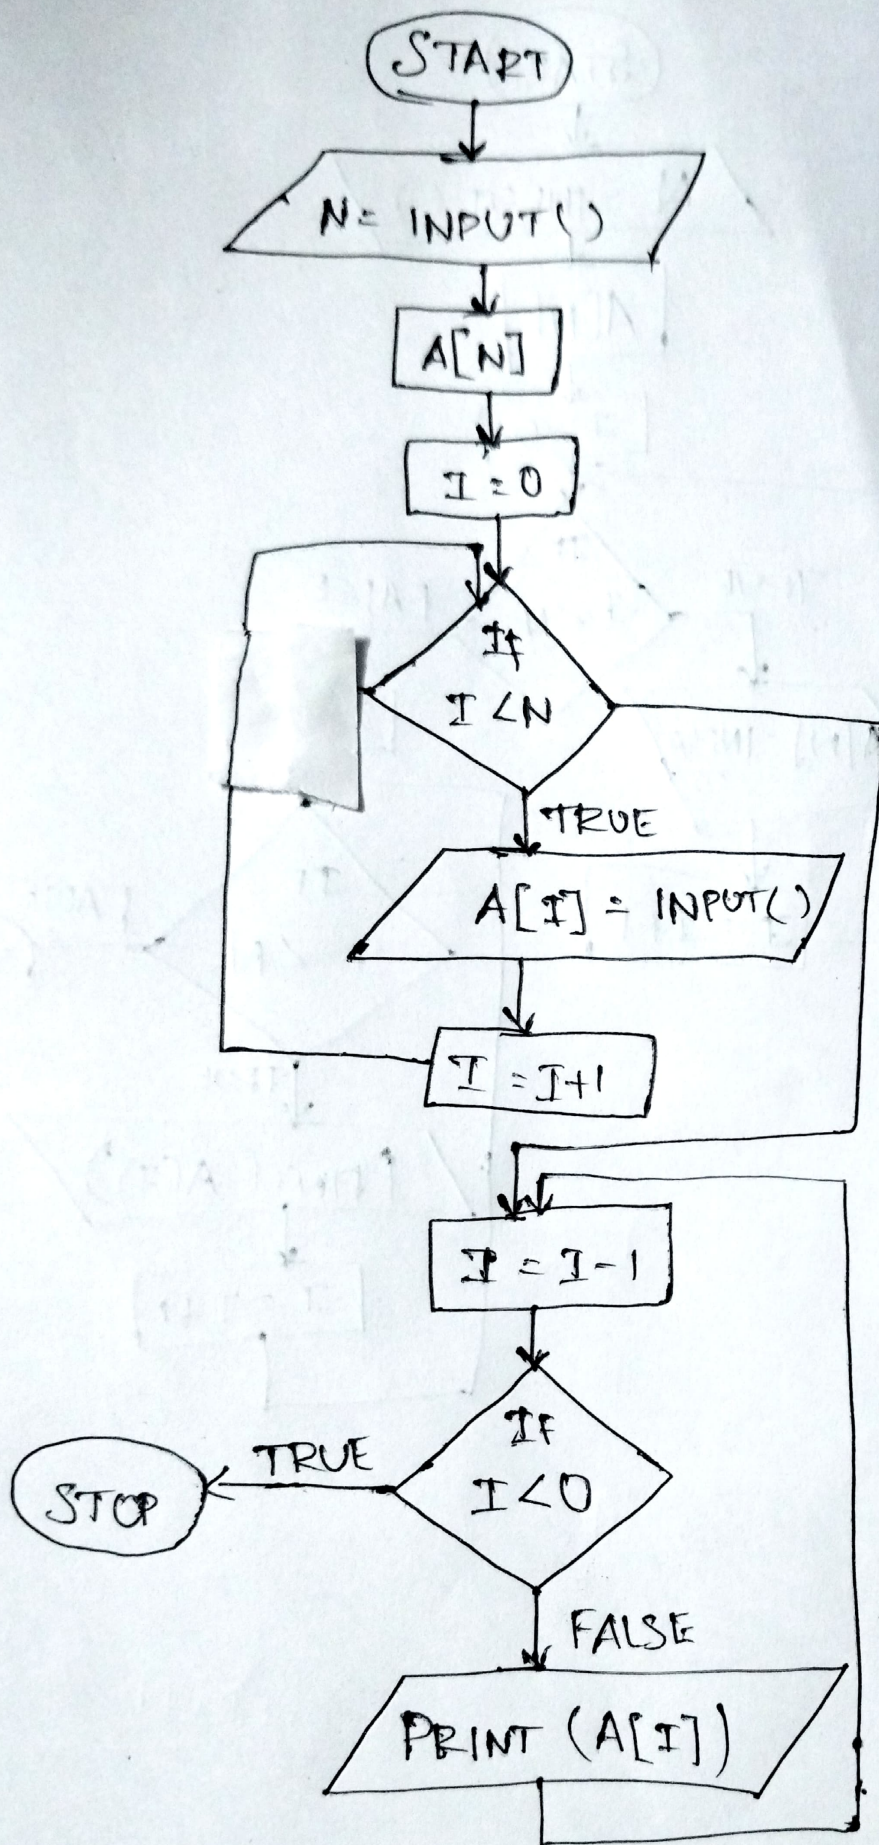 START
N= INPUT()
A[N]
I=0
If
I<N
TRUE
A[I] = INPUT()
I = I+1
I = I-1
If
I<0
TRUE
STOP
FALSE
PRINT (A[I])